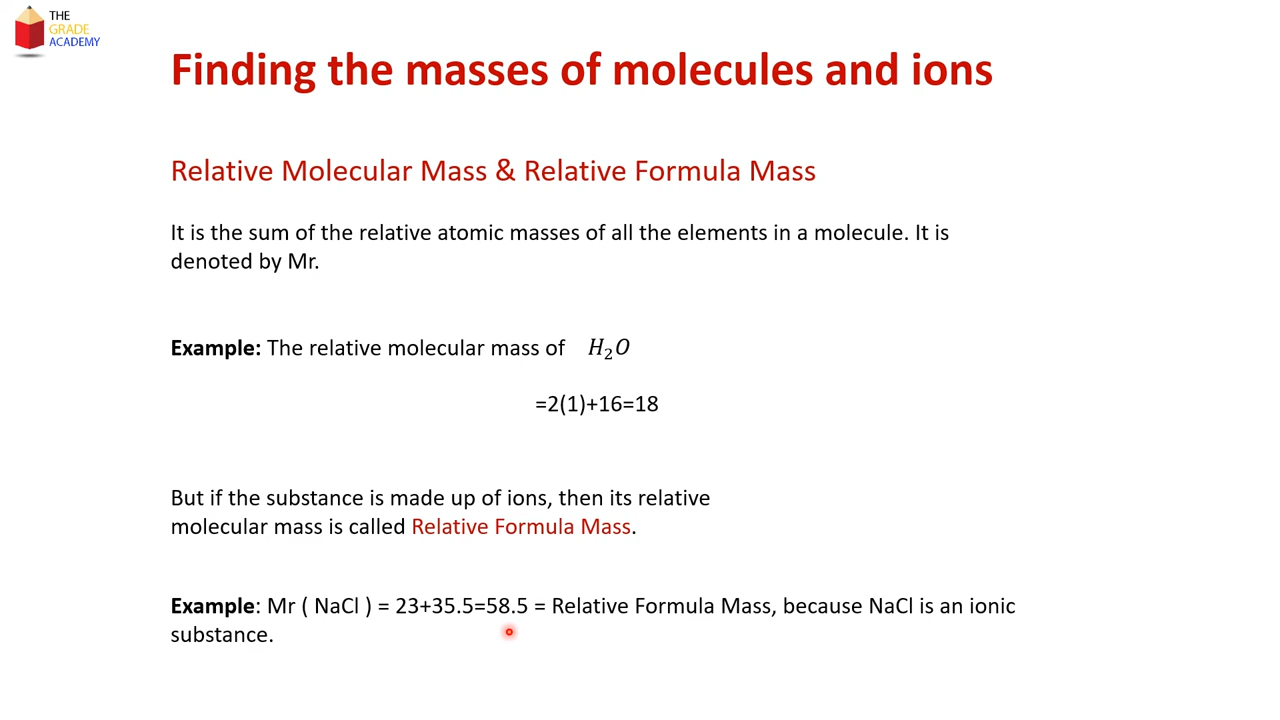 THE
GRADE
ACADEMY
Finding the masses of molecules and ions
Relative Molecular Mass & Relative Formula Mass
It is the sum of the relative atomic masses of all the elements in a molecule. It is
denoted by Mr.
Example: The relative molecular mass of H₂O
=2(1)+16=18
But if the substance is made up of ions, then its relative
molecular mass is called Relative Formula Mass.
Example: Mr ( NaCl ) = 23+35.5=58.5 = Relative Formula Mass, because NaCl is an ionic
substance.